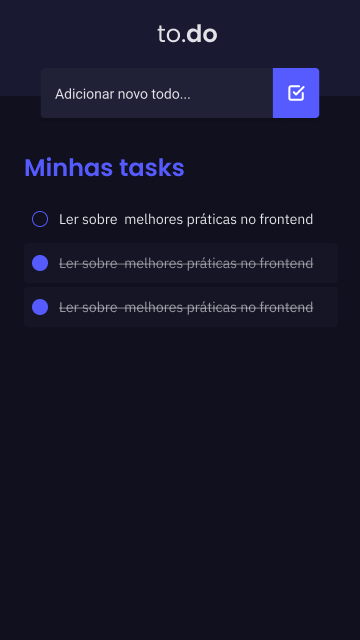 to.do
Adicionar novo todo...
Minhas tasks
Ler sobre  melhores práticas no frontend
Ler sobre  melhores práticas no frontend
Ler sobre  melhores práticas no frontend